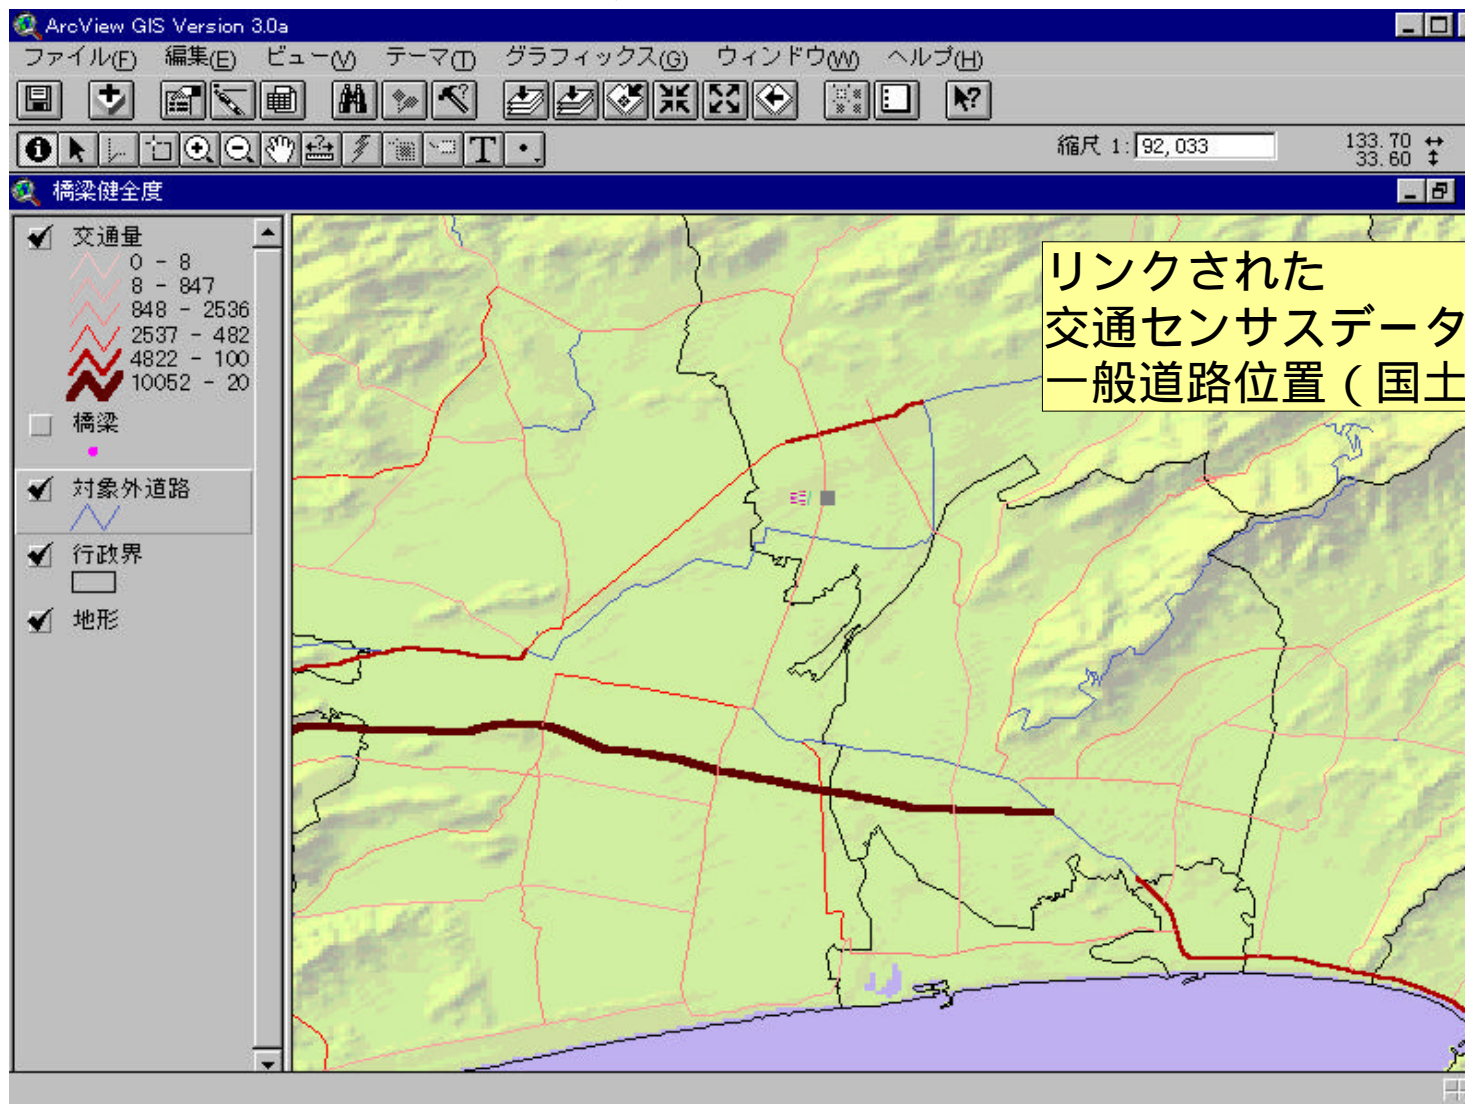 ArcView GIS Version 3.0a
ファイル(F) 編集(E) ビュー(V) テーマ(T) グラフィックス(G) ウィンドウ(W) ヘルプ(H)
縮尺 1: 92,033
133.70
33.60
橋梁健全度
交通量
0 - 8
8 - 847
848 - 2536
2537 - 482
4822 - 100
10052 - 20
橋梁
対象外道路
行政界
地形
リンクされた
交通センサスデータ
一般道路位置(国土